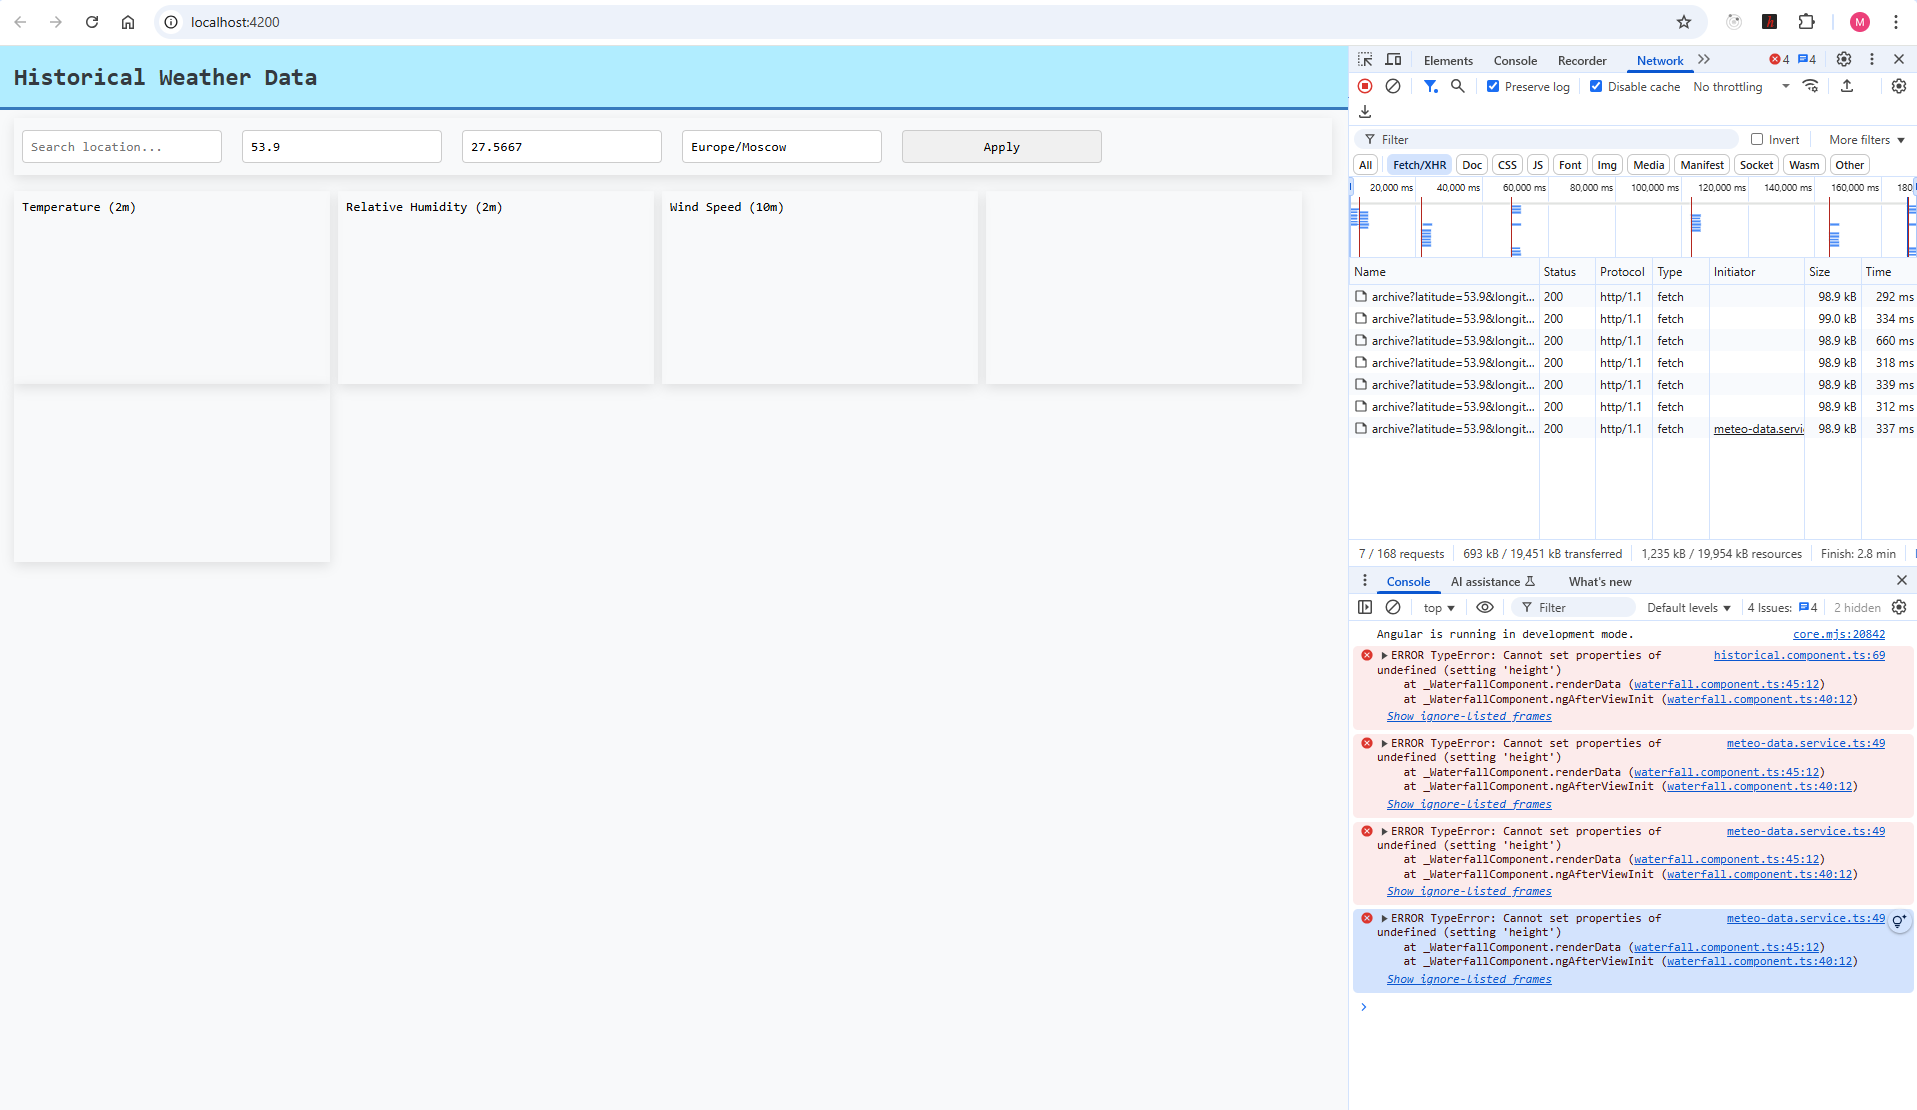 localhost:4200
M
Historical Weather Data
Search location...
53.9
27.5667
Europe/Moscow
Apply
Temperature (2m)
Relative Humidity (2m)
Wind Speed (10m)
Elements
Console
Recorder
Network
4
4
Preserve log
Disable cache
No throttling
Filter
Invert
More filters
All
Fetch/XHR
Doc
CSS
JS
Font
Img
Media
Manifest
Socket
Wasm
Other
20,000 ms
40,000 ms
60,000 ms
80,000 ms
100,000 ms
120,000 ms
140,000 ms
160,000 ms
180
Name Status Protocol Type Initiator Size Time
archive?latitude=53.9&longit... 200 http/1.1 fetch 98.9 kB 292 ms
archive?latitude=53.9&longit... 200 http/1.1 fetch 99.0 kB 334 ms
archive?latitude=53.9&longit... 200 http/1.1 fetch 98.9 kB 660 ms
archive?latitude=53.9&longit... 200 http/1.1 fetch 98.9 kB 318 ms
archive?latitude=53.9&longit... 200 http/1.1 fetch 98.9 kB 339 ms
archive?latitude=53.9&longit... 200 http/1.1 fetch 98.9 kB 312 ms
archive?latitude=53.9&longit... 200 http/1.1 fetch meteo-data.servi 98.9 kB 337 ms
7 / 168 requests
693 kB / 19,451 kB transferred
1,235 kB / 19,954 kB resources
Finish: 2.8 min
Console
AI assistance
What's new
top
Filter
Default levels
4 Issues:
4
2 hidden
Angular is running in development mode. core.mjs:20842
ERROR TypeError: Cannot set properties of historical.component.ts:69
undefined (setting 'height')
at _WaterfallComponent.renderData (waterfall.component.ts:45:12)
at _WaterfallComponent.ngAfterViewInit (waterfall.component.ts:40:12)
Show ignore-listed frames
ERROR TypeError: Cannot set properties of meteo-data.service.ts:49
undefined (setting 'height')
at _WaterfallComponent.renderData (waterfall.component.ts:45:12)
at _WaterfallComponent.ngAfterViewInit (waterfall.component.ts:40:12)
Show ignore-listed frames
ERROR TypeError: Cannot set properties of meteo-data.service.ts:49
undefined (setting 'height')
at _WaterfallComponent.renderData (waterfall.component.ts:45:12)
at _WaterfallComponent.ngAfterViewInit (waterfall.component.ts:40:12)
Show ignore-listed frames
ERROR TypeError: Cannot set properties of meteo-data.service.ts:49
undefined (setting 'height')
at _WaterfallComponent.renderData (waterfall.component.ts:45:12)
at _WaterfallComponent.ngAfterViewInit (waterfall.component.ts:40:12)
Show ignore-listed frames